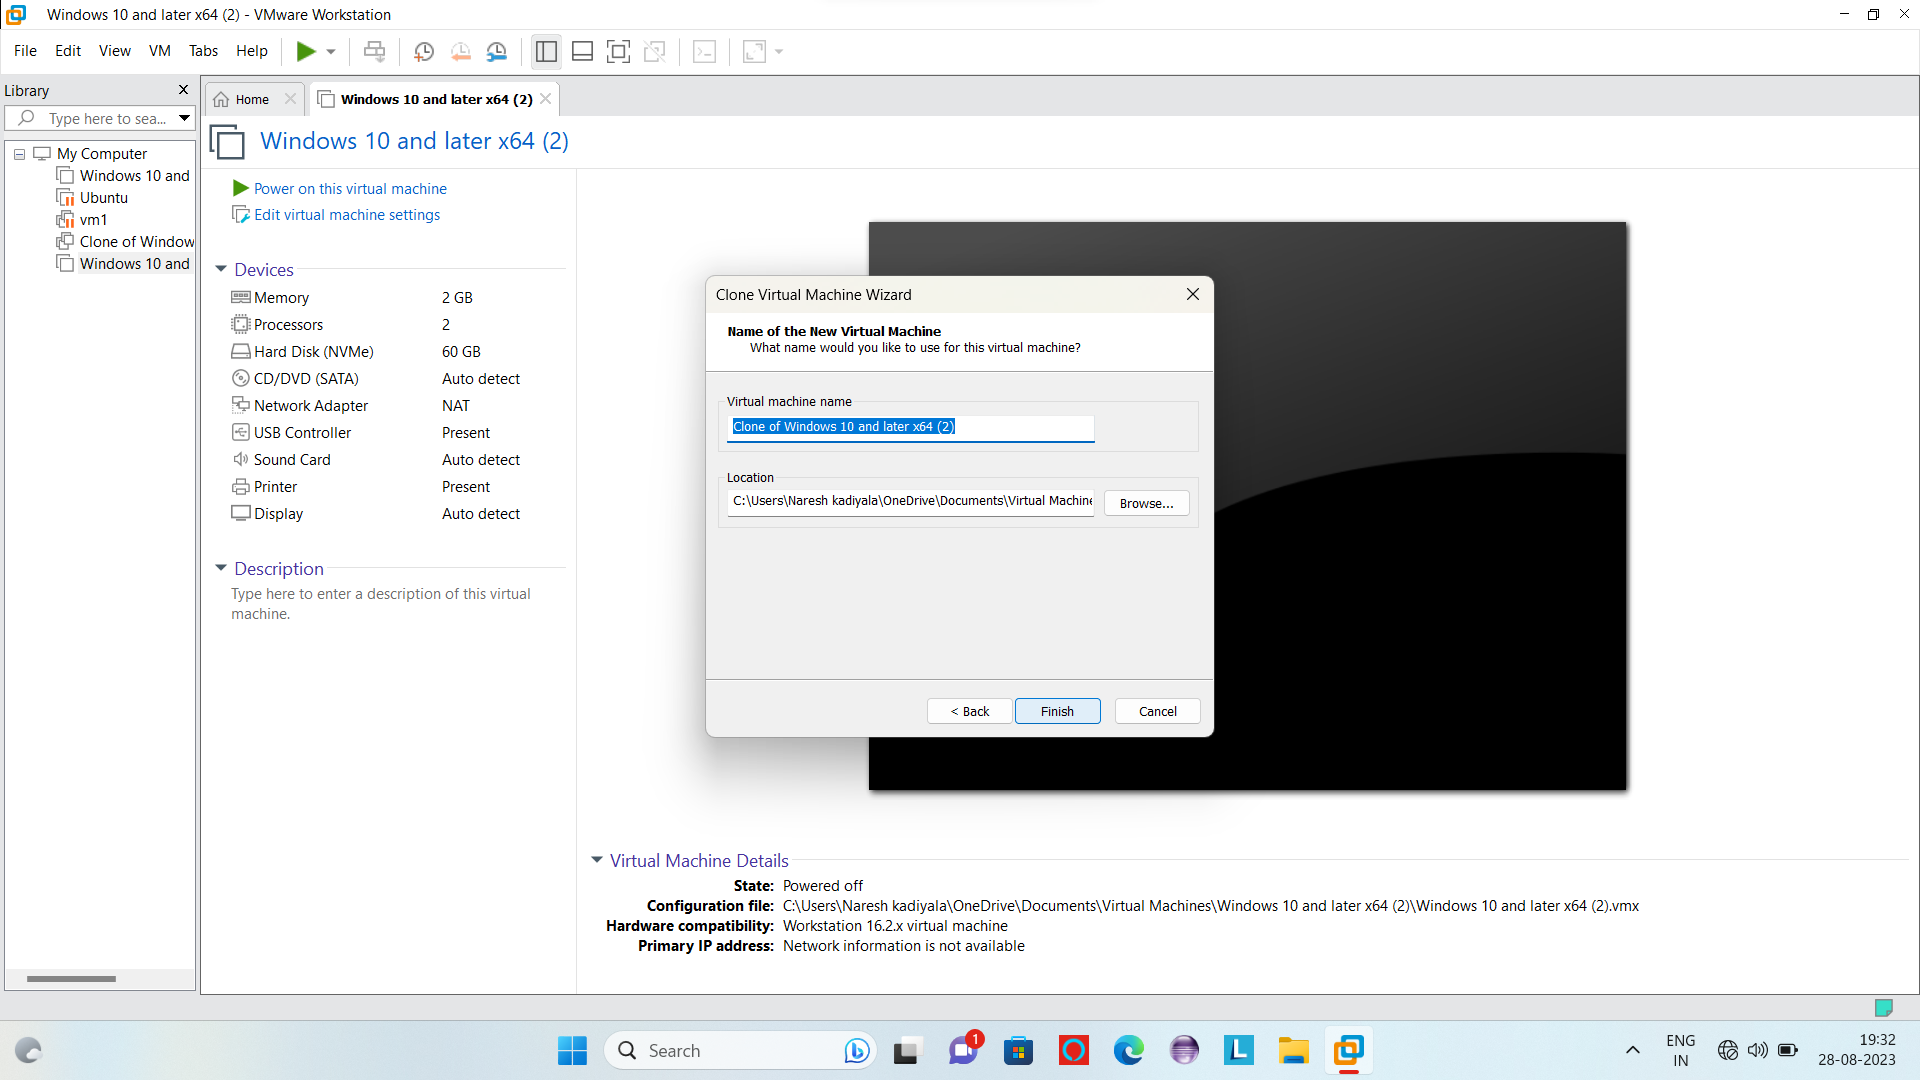 Windows 10 and later x64 (2) - VMware Workstation
File Edit View VM Tabs Help
Library
Type here to sea...
My Computer
Windows 10 and
Ubuntu
vm1
Clone of Window
Windows 10 and
Home
Windows 10 and later x64 (2)
Windows 10 and later x64 (2)
Power on this virtual machine
Edit virtual machine settings
Devices
Memory 2 GB
Processors 2
Hard Disk (NVMe) 60 GB
CD/DVD (SATA) Auto detect
Network Adapter NAT
USB Controller Present
Sound Card Auto detect
Printer Present
Display Auto detect
Description
Type here to enter a description of this virtual
machine.
Clone Virtual Machine Wizard
Name of the New Virtual Machine
What name would you like to use for this virtual machine?
Virtual machine name
Clone of Windows 10 and later x64 (2)
Location
C:\Users\Naresh kadiyala\OneDrive\Documents\Virtual Machine
Browse...
< Back
Finish
Cancel
Virtual Machine Details
State: Powered off
Configuration file: C:\Users\Naresh kadiyala\OneDrive\Documents\Virtual Machines\Windows 10 and later x64 (2)\Windows 10 and later x64 (2).vmx
Hardware compatibility: Workstation 16.2.x virtual machine
Primary IP address: Network information is not available
Search
1
L
ENG
IN
19:32
28-08-2023